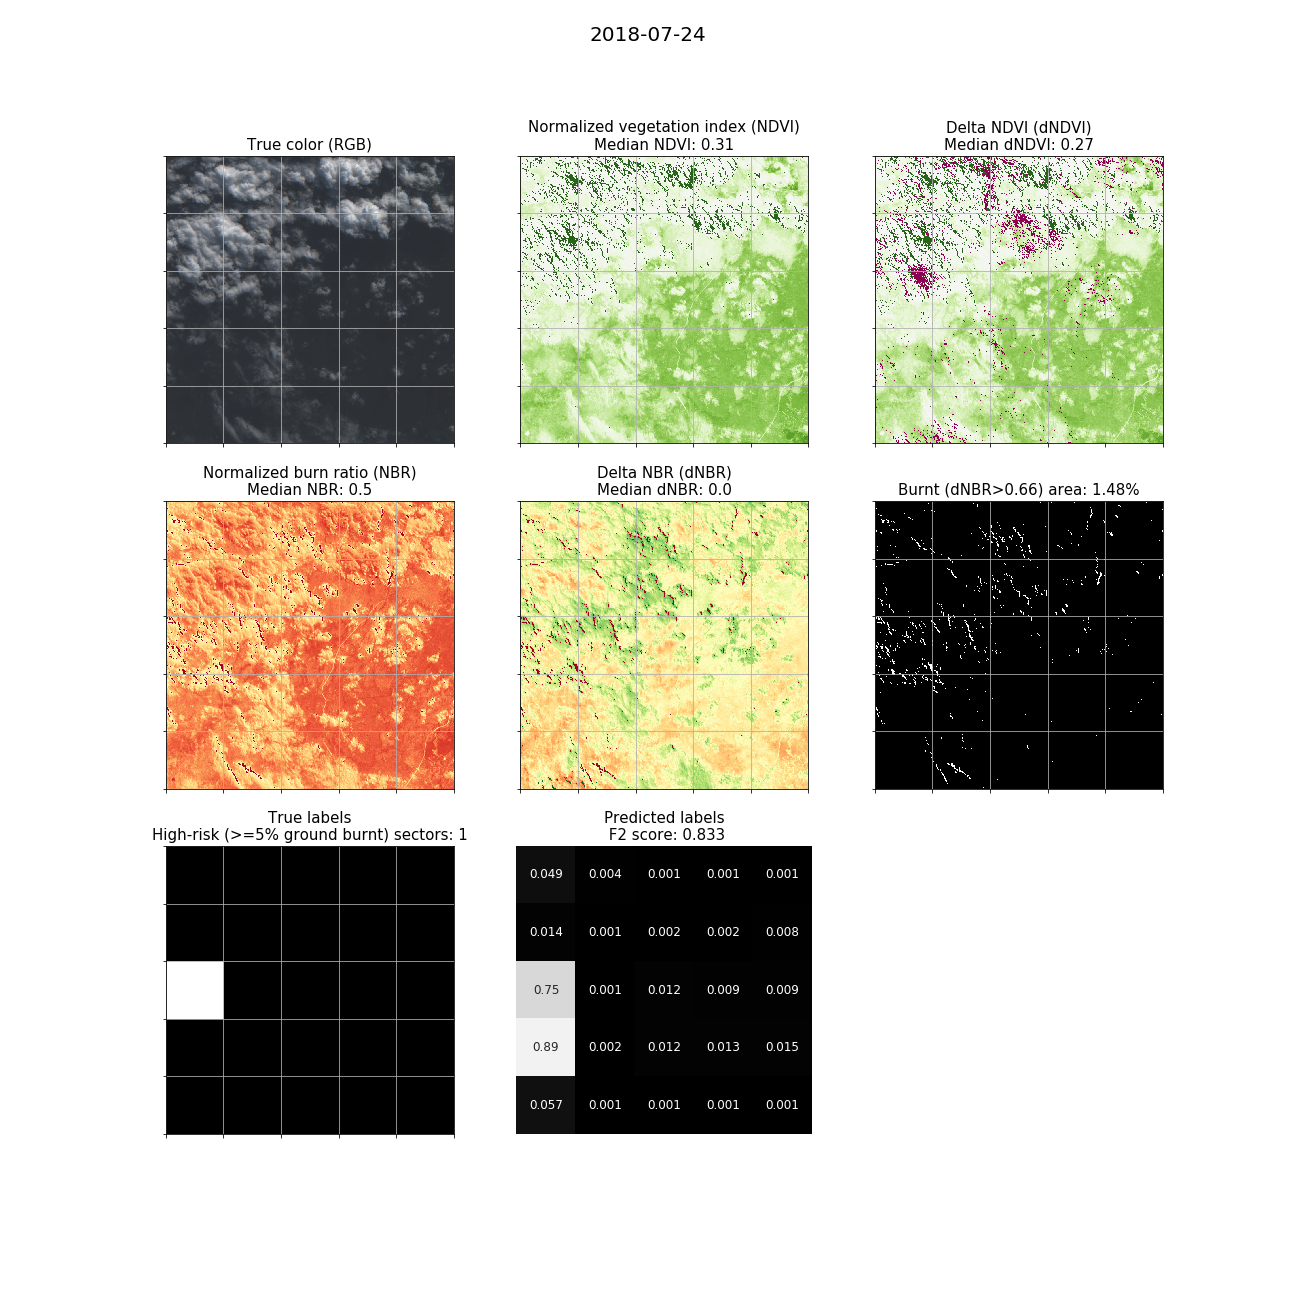 2018-07-24
True color (RGB)
Normalized vegetation index (NDVI)
Median NDVI: 0.31
Delta NDVI (dNDVI)
Median dNDVI: 0.27
Normalized burn ratio (NBR)
Median NBR: 0.5
Delta NBR (dNBR)
Median dNBR: 0.0
Burnt (dNBR>0.66) area: 1.48%
True labels
High-risk (>=5% ground burnt) sectors: 1
Predicted labels
F2 score: 0.833
0.049 0.004 0.001 0.001 0.001
0.014 0.001 0.002 0.002 0.008
0.75 0.001 0.012 0.009 0.009
0.89 0.002 0.012 0.013 0.015
0.057 0.001 0.001 0.001 0.001